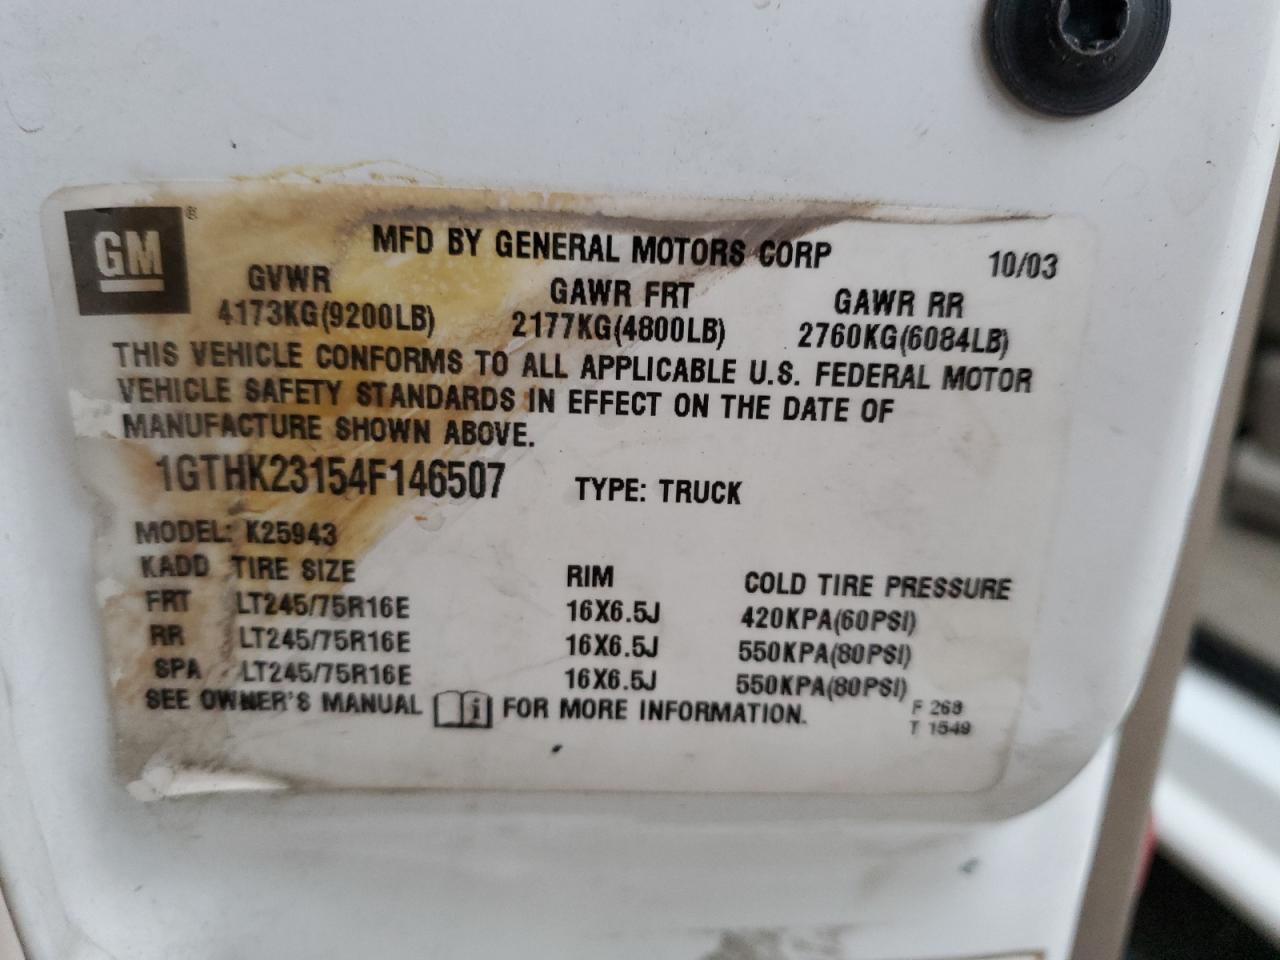 GM ®
MFD BY GENERAL MOTORS CORP 10/03
GVWR GAWR FRT GAWR RR
4173KG(9200LB) 2177KG(4800LB) 2760KG(6084LB)
THIS VEHICLE CONFORMS TO ALL APPLICABLE U.S. FEDERAL MOTOR
VEHICLE SAFETY STANDARDS IN EFFECT ON THE DATE OF
MANUFACTURE SHOWN ABOVE.
1GTHK23154F146507 TYPE: TRUCK
MODEL: K25943
KADD TIRE SIZE RIM COLD TIRE PRESSURE
FRT LT245/75R16E 16X6.5J 420KPA(60PSI)
RR LT245/75R16E 16X6.5J 550KPA(80PSI)
SPA LT245/75R16E 16X6.5J 550KPA(80PSI)
SEE OWNER'S MANUAL i FOR MORE INFORMATION. F 268
T 1549